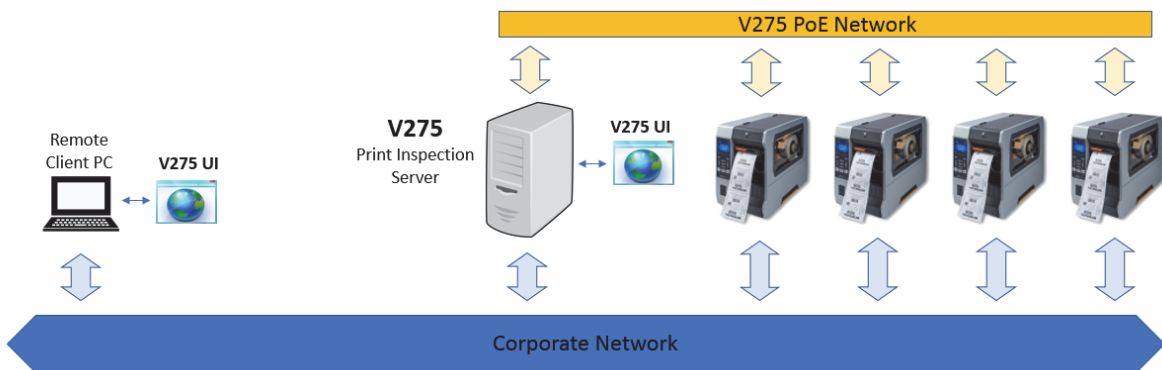 V275 PoE Network
Remote
Client PC
V275 UI
V275
Print Inspection
Server
V275 UI
Corporate Network